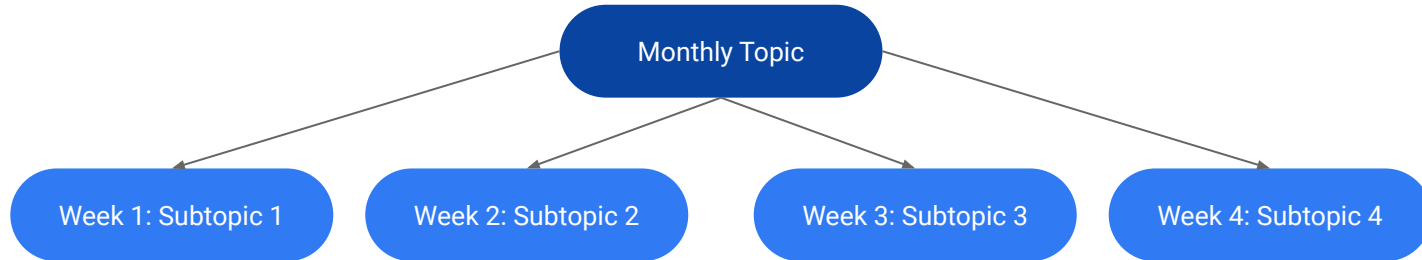 Monthly Topic
Week 1: Subtopic 1
Week 2: Subtopic 2
Week 3: Subtopic 3
Week 4: Subtopic 4